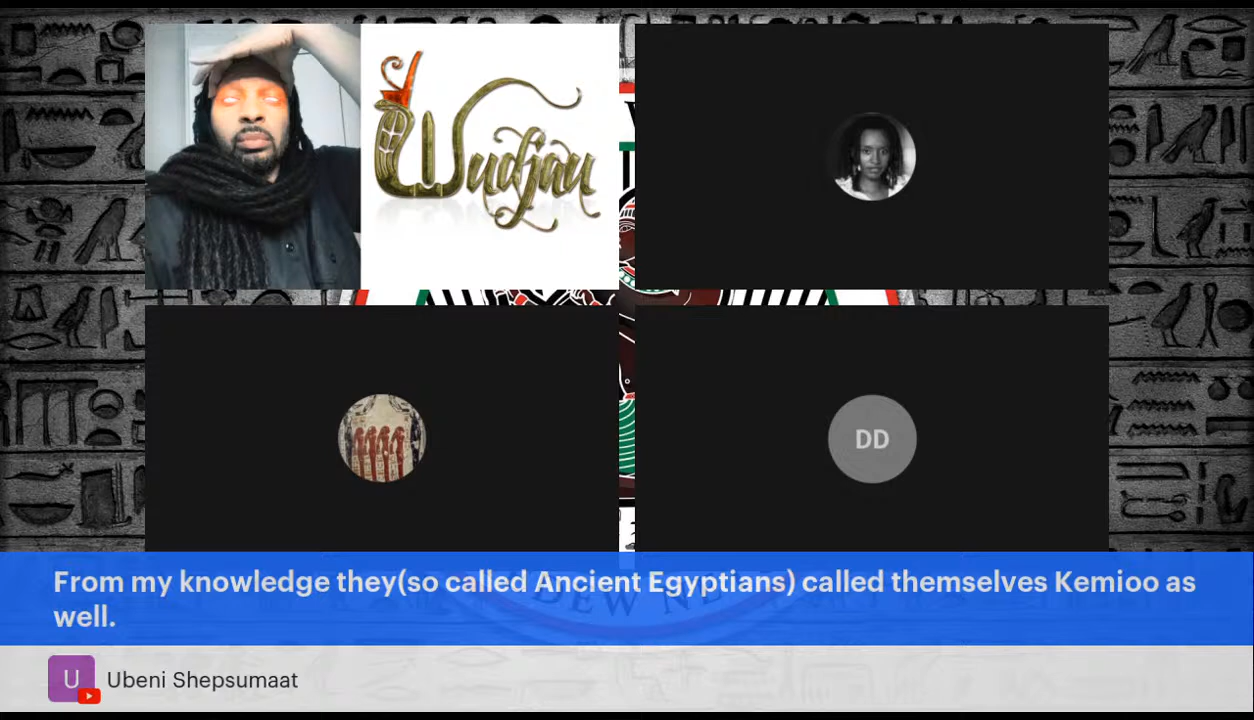 Wudjau
DD
From my knowledge they(so called Ancient Egyptians) called themselves Kemioo as
well.
U
Ubeni Shepsumaat